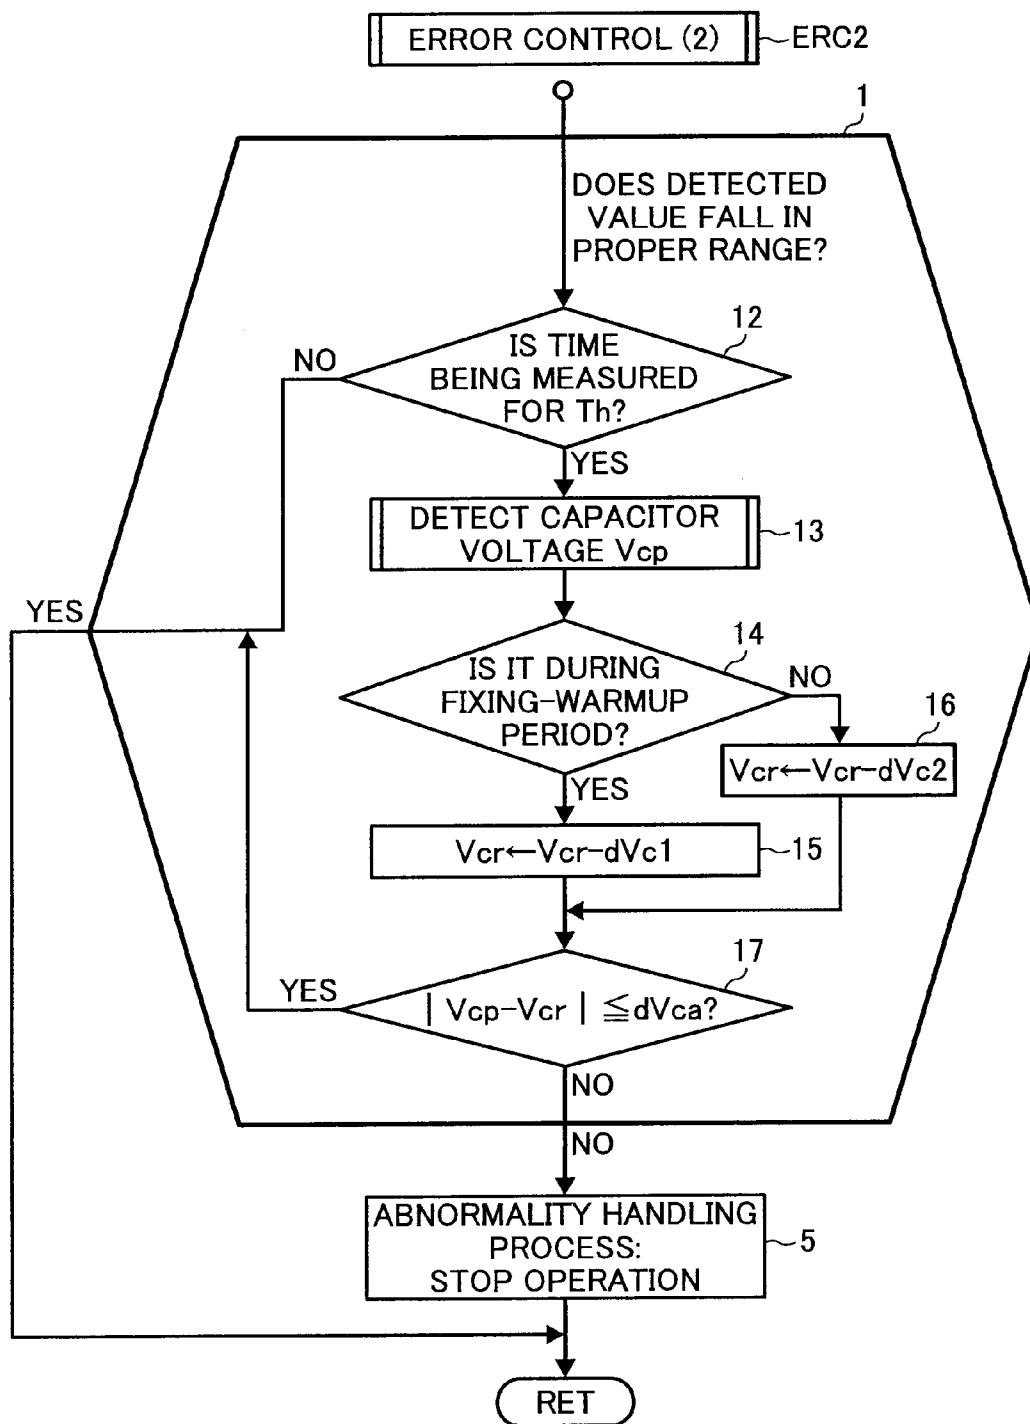 ERROR CONTROL (2)
ERC2
1
DOES DETECTED
VALUE FALL IN
PROPER RANGE?
12
IS TIME
BEING MEASURED
FOR Th?
NO
YES
DETECT CAPACITOR
VOLTAGE Vcp
13
YES
14
IS IT DURING
FIXING-WARMUP
PERIOD?
NO
16
Vcr←Vcr-dVc2
YES
Vcr←Vcr-dVc1
15
17
YES
| Vcp-Vcr | ≦dVca?
NO
NO
ABNORMALITY HANDLING
PROCESS:
STOP OPERATION
5
RET